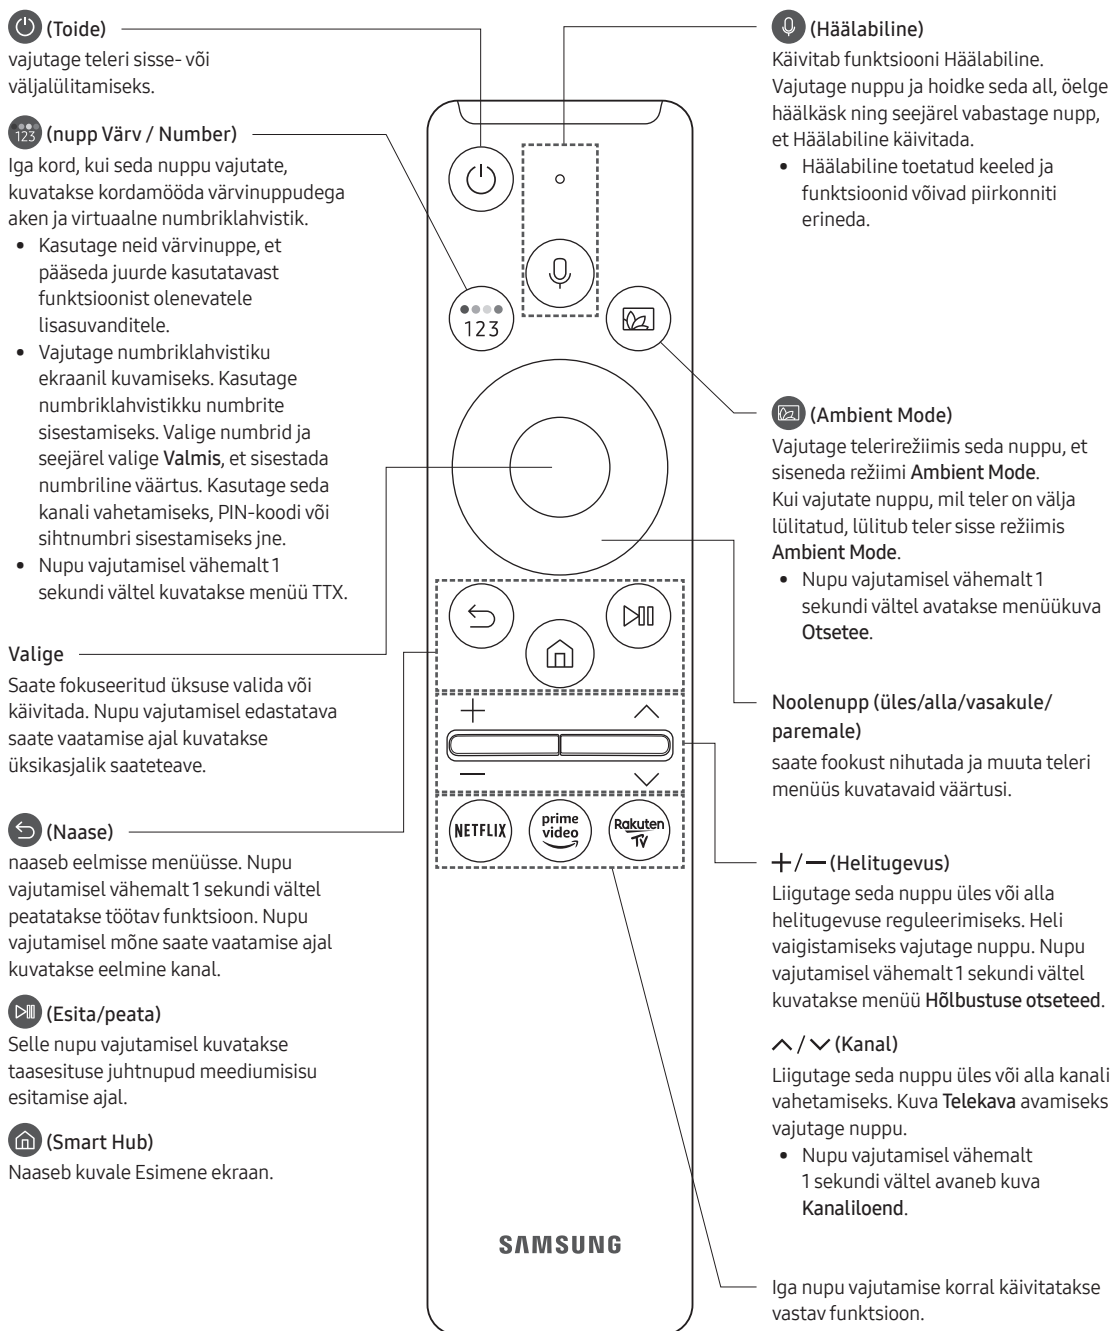 (Toide)
vajutage teleri sisse- või
väljalülitamiseks.
123 (nupp Värv / Number)
Iga kord, kui seda nuppu vajutate,
kuvatakse kordamööda värvinuppudega
aken ja virtuaalne numbriklahvistik.
• Kasutage neid värvinuppe, et
pääseda juurde kasutatavast
funktsioonist olenevatele
lisasuvanditele.
• Vajutage numbriklahvistiku
ekraanil kuvamiseks. Kasutage
numbriklahvistikku numbrite
sisestamiseks. Valige numbrid ja
seejärel valige Valmis, et sisestada
numbriline väärtus. Kasutage seda
kanali vahetamiseks, PIN-koodi või
sihtnumbri sisestamiseks jne.
• Nupu vajutamisel vähemalt 1
sekundi vältel kuvatakse menüü TTX.
Valige
Saate fokuseeritud üksuse valida või
käivitada. Nupu vajutamisel edastatava
saate vaatamise ajal kuvatakse
üksikasjalik saateteave.
(Naase)
naaseb eelmisse menüüsse. Nupu
vajutamisel vähemalt 1 sekundi vältel
peatatakse töötav funktsioon. Nupu
vajutamisel mõne saate vaatamise ajal
kuvatakse eelmine kanal.
(Esita/peata)
Selle nupu vajutamisel kuvatakse
taasesituse juhtnupud meediumisisu
esitamise ajal.
(Smart Hub)
Naaseb kuvale Esimene ekraan.
123
NETFLIX
prime
video
Rakuten
TV
SAMSUNG
(Häälabiline)
Käivitab funktsiooni Häälabiline.
Vajutage nuppu ja hoidke seda all, öelge
häälkäsk ning seejärel vabastage nupp,
et Häälabiline käivitada.
• Häälabiline toetatud keeled ja
funktsioonid võivad piirkonniti
erineda.
(Ambient Mode)
Vajutage telerirežiimis seda nuppu, et
siseneda režiimi Ambient Mode.
Kui vajutate nuppu, mil teler on välja
lülitatud, lülitub teler sisse režiimis
Ambient Mode.
• Nupu vajutamisel vähemalt 1
sekundi vältel avatakse menüükuva
Otsetee.
Noolenupp (üles/alla/vasakule/
paremale)
saate fookust nihutada ja muuta teleri
menüüs kuvatavaid väärtusi.
+/— (Helitugevus)
Liigutage seda nuppu üles või alla
helitugevuse reguleerimiseks. Heli
vaigistamiseks vajutage nuppu. Nupu
vajutamisel vähemalt 1 sekundi vältel
kuvatakse menüü Hõlbustuse otseteed.
/ (Kanal)
Liigutage seda nuppu üles või alla kanali
vahetamiseks. Kuva Telekava avamiseks
vajutage nuppu.
• Nupu vajutamisel vähemalt
1 sekundi vältel avaneb kuva
Kanaliloend.
Iga nupu vajutamise korral käivitatakse
vastav funktsioon.